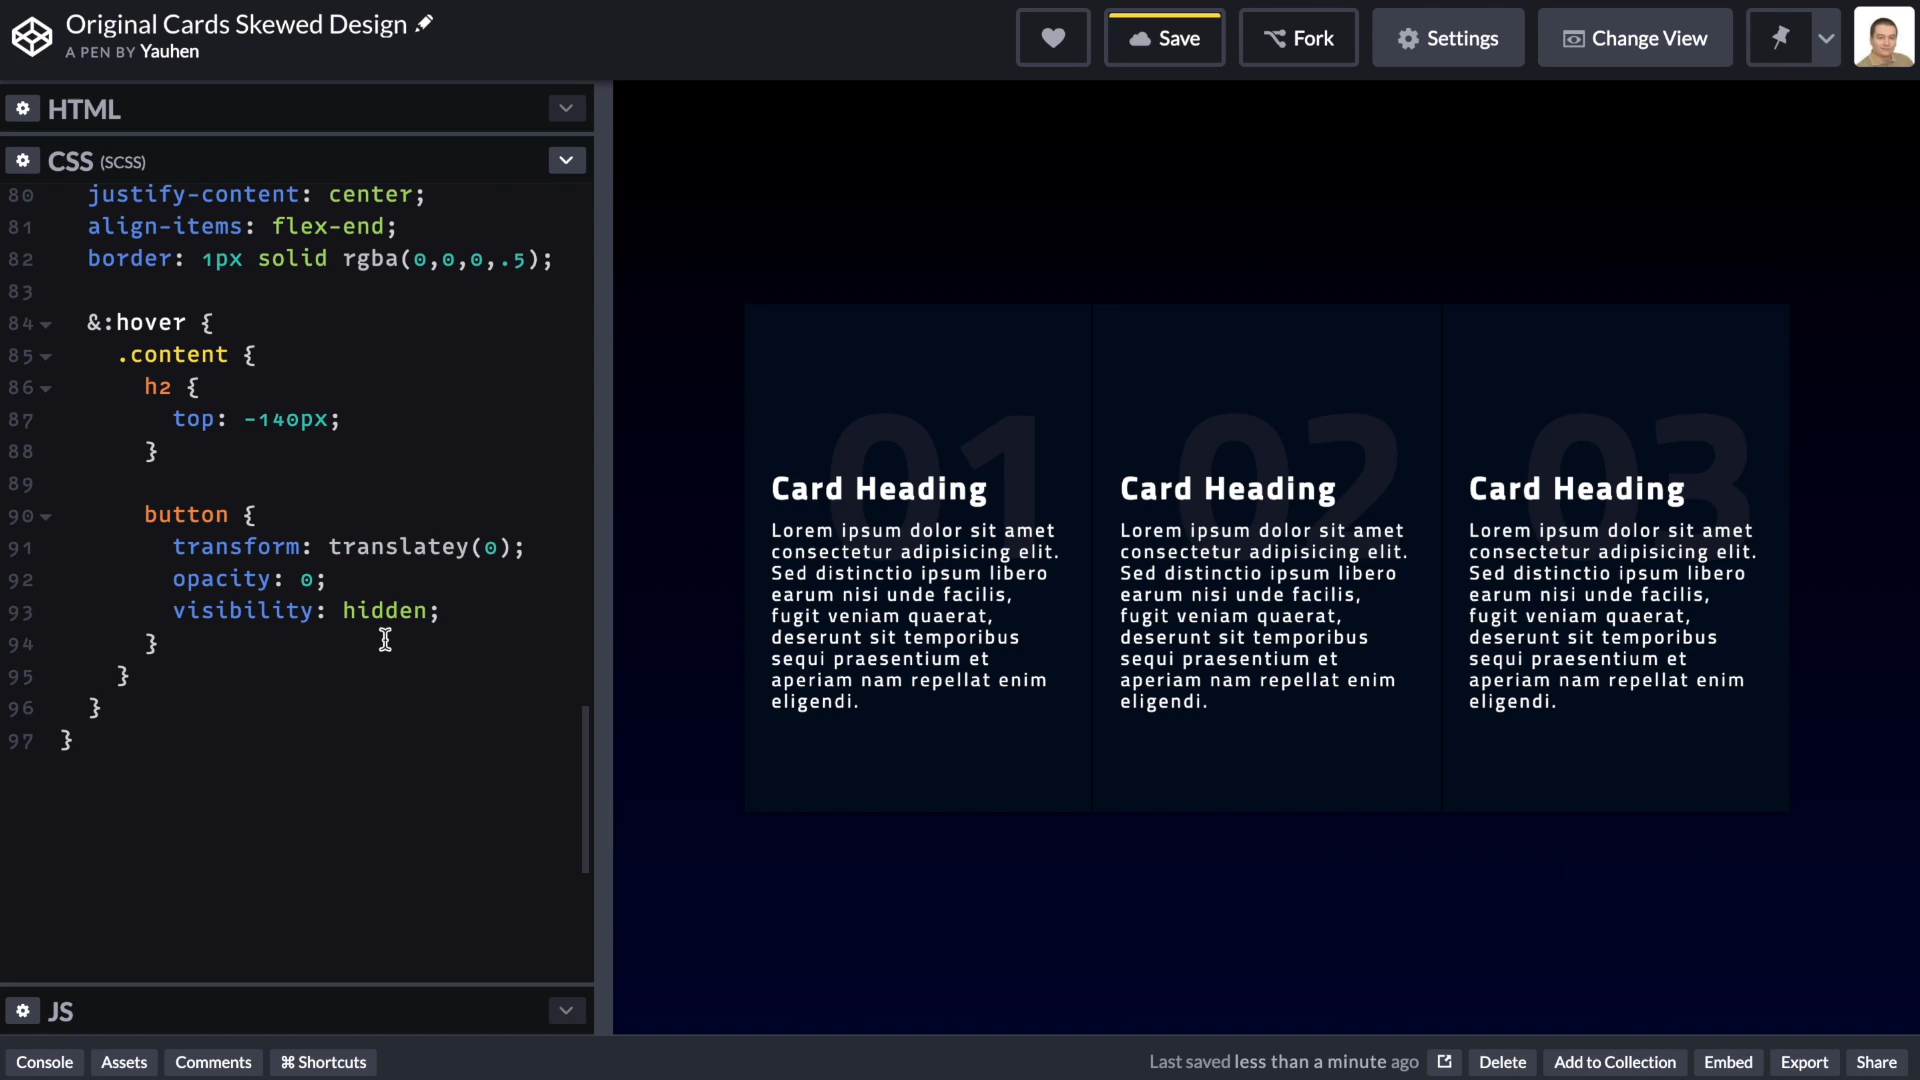 Original Cards Skewed Design
A PEN BY Yauhen
Save
Fork
Settings
Change View
HTML
CSS (SCSS)
80 justify-content: center;
81 align-items: flex-end;
82 border: 1px solid rgba(0,0,0,.5);
83
84 &:hover {
85 .content {
86 h2 {
87 top: -140px;
88 }
89
90 button {
91 transform: translatey(0);
92 opacity: 0;
93 visibility: hidden;
94 }
95 }
96 }
97 }
JS
01
Card Heading
Lorem ipsum dolor sit amet
consectetur adipisicing elit.
Sed distinctio ipsum libero
earum nisi unde facilis,
fugit veniam quaerat,
deserunt sit temporibus
sequi praesentium et
aperiam nam repellat enim
eligendi.
02
Card Heading
Lorem ipsum dolor sit amet
consectetur adipisicing elit.
Sed distinctio ipsum libero
earum nisi unde facilis,
fugit veniam quaerat,
deserunt sit temporibus
sequi praesentium et
aperiam nam repellat enim
eligendi.
03
Card Heading
Lorem ipsum dolor sit amet
consectetur adipisicing elit.
Sed distinctio ipsum libero
earum nisi unde facilis,
fugit veniam quaerat,
deserunt sit temporibus
sequi praesentium et
aperiam nam repellat enim
eligendi.
Console
Assets
Comments
⌘ Shortcuts
Last saved less than a minute ago
Delete
Add to Collection
Embed
Export
Share